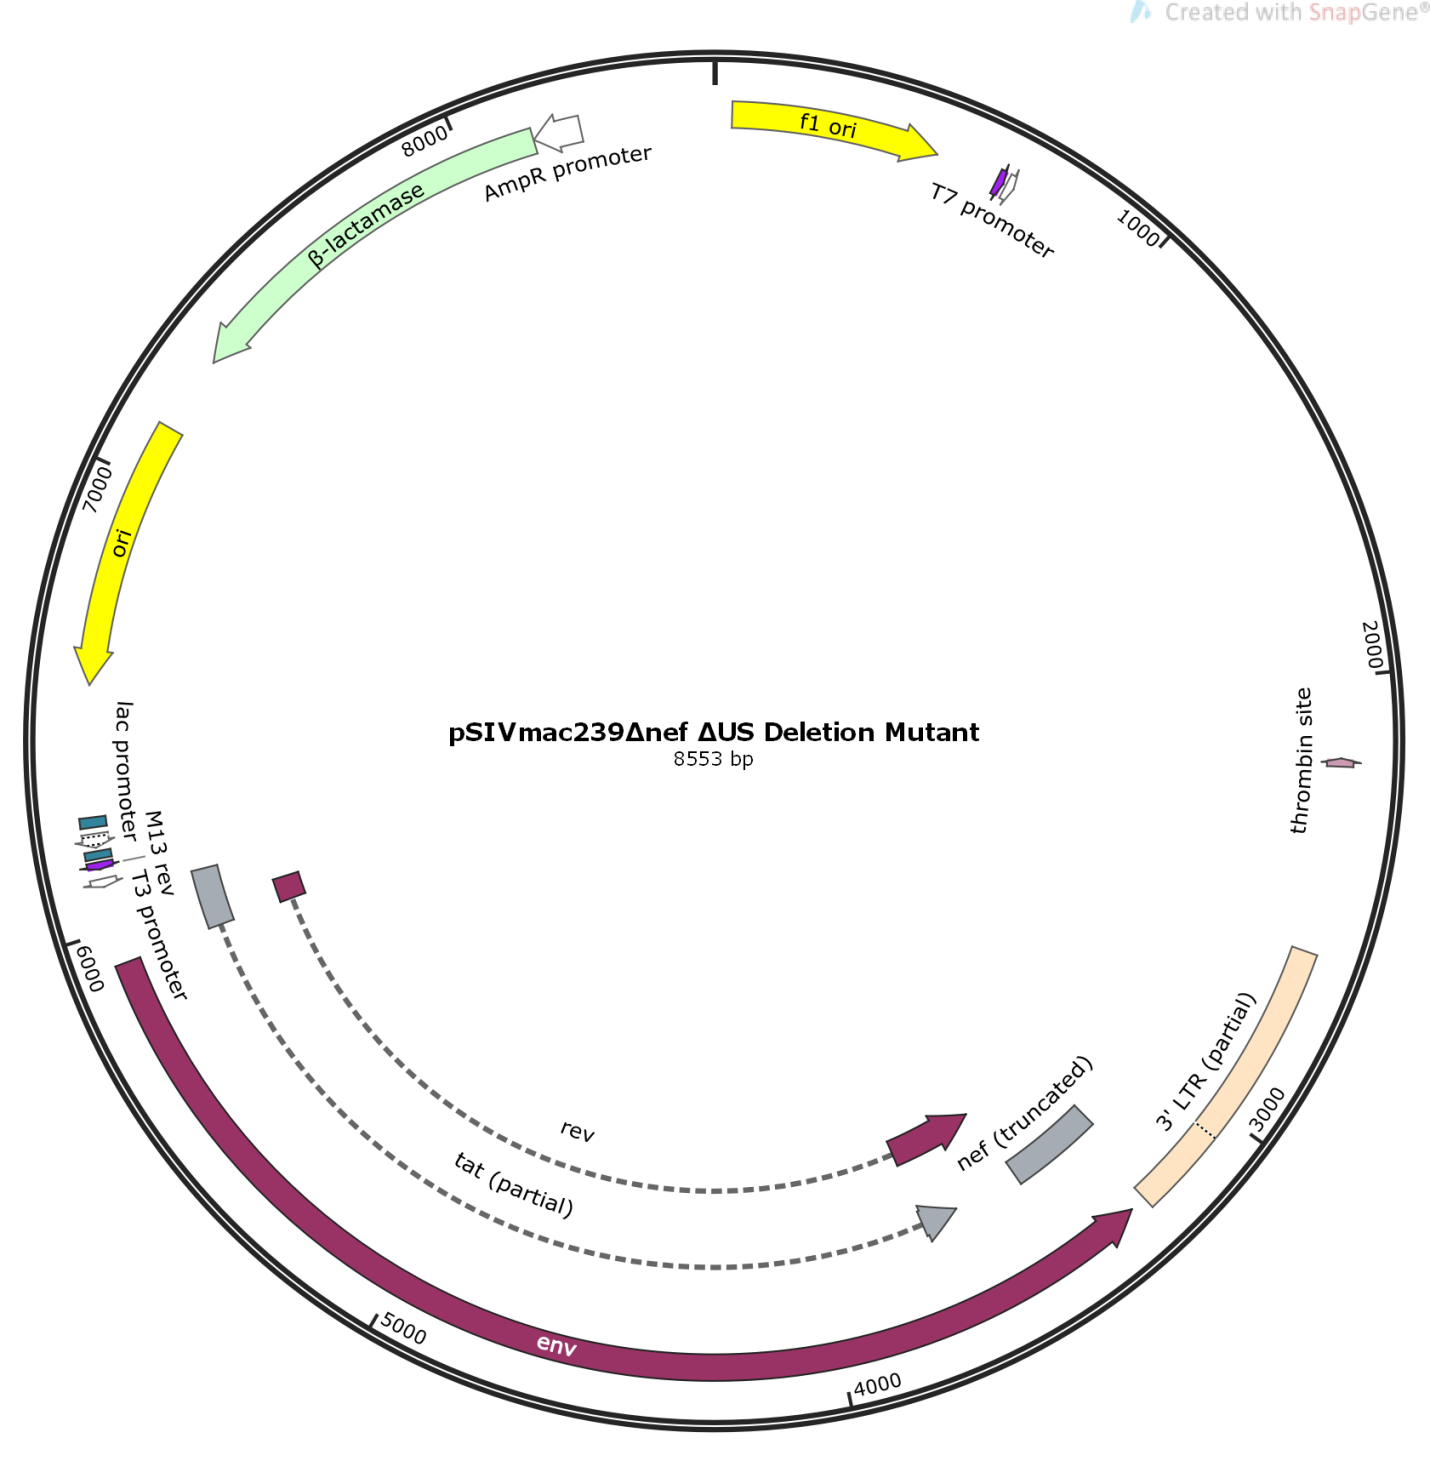 Created with SnapGene®
f1 ori
T7 promoter
1000
2000
thrombin site
3' LTR (partial)
3000
nef (truncated)
4000
env
5000
rev
tat (partial)
6000
T3 promoter
M13 rev
lac promoter
ori
7000
β-lactamase
8000
AmpR promoter
pSIVmac239Δnef ΔUS Deletion Mutant
8553 bp